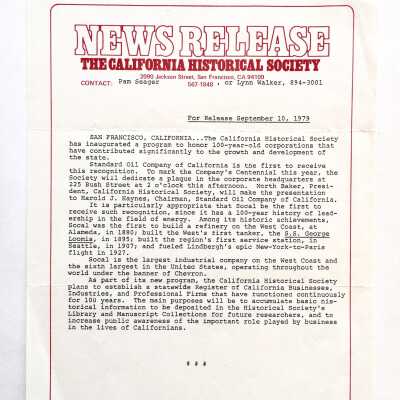 NEWS RELEASE
THE CALIFORNIA HISTORICAL SOCIETY
2090 Jackson Street, San Francisco, CA 94109
CONTACT: Pam Seager 567-1848 , or Lynn Walker, 894-3001
For Release September 10, 1979
SAN FRANCISCO, CALIFORNIA...The California Historical Society
has inaugurated a program to honor 100-year-old corporations that
have contributed significantly to the growth and development of
the state.
Standard Oil Company of California is the first to receive
this recognition. To mark the Company's Centennial this year, the
Society will dedicate a plaque in the corporate headquarters at
225 Bush Street at 2 o'clock this afternoon. North Baker, Presi-
dent, California Historical Society, will make the presentation
to Harold J. Haynes, Chairman, Standard Oil Company of California.
It is particularly appropriate that Socal be the first to
receive such recognition, since it has a 100-year history of lead-
ership in the field of energy. Among its historic achievements,
Socal was the first to build a refinery on the West Coast, at
Alameda, in 1880; built the West's first tanker, the S.S. George
Loomis, in 1895; built the region's first service station, in
Seattle, in 1907; and fueled Lindbergh's epic New-York-to-Paris
flight in 1927.
Socal is the largest industrial company on the West Coast and
the sixth largest in the United States, operating throughout the
world under the banner of Chevron.
As part of its new program, the California Historical Society
plans to establish a statewide Register of California Businesses,
Industries, and Professional Firms that have functioned continuously
for 100 years. The main purposes will be to accumulate basic his-
torical information to be deposited in the Historical Society's
Library and Manuscript Collections for future researchers, and to
increase public awareness of the important role played by business
in the lives of Californians.
# # #